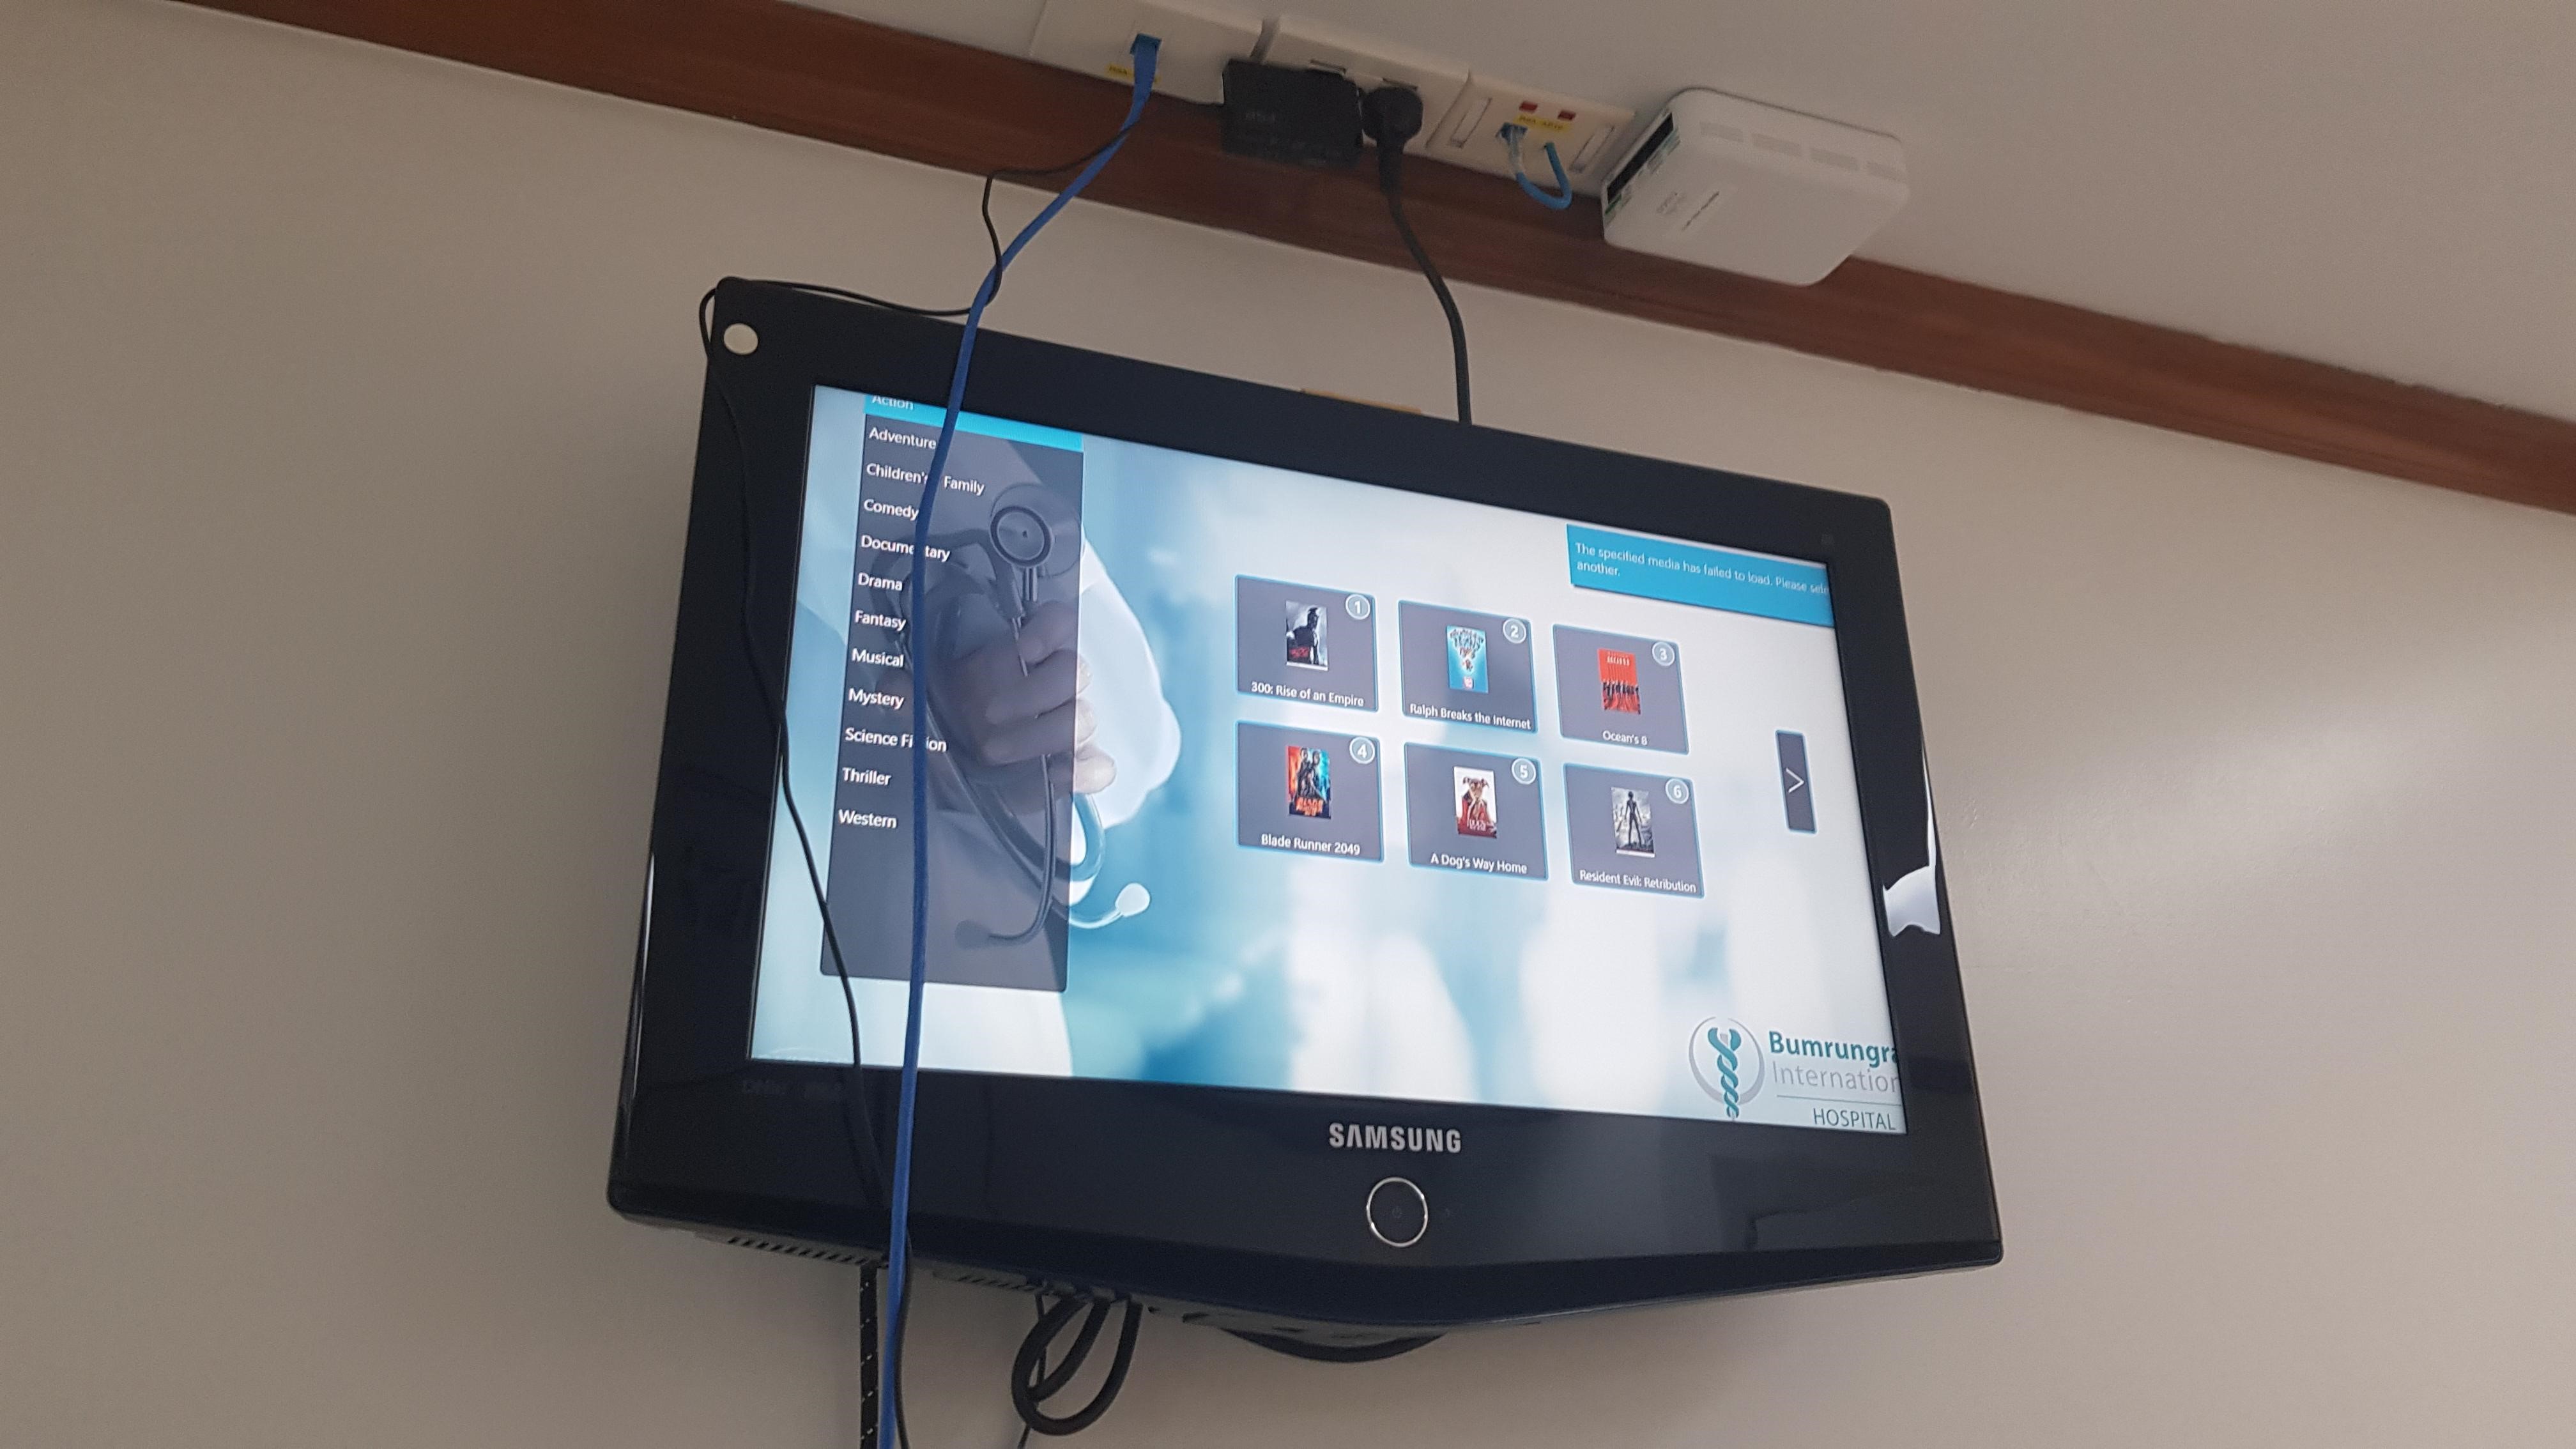 Action
Adventure
Children's Family
Comedy
Documentary
Drama
Fantasy
Musical
Mystery
Science Fiction
Thriller
Western
The specified media has failed to load. Please sele
another.
1
300: Rise of an Empire
2
Ralph Breaks the Internet
3
Ocean's 8
4
Blade Runner 2049
5
A Dog's Way Home
6
Resident Evil: Retribution
>
Bumrungra
Internation
HOSPITAL
SAMSUNG